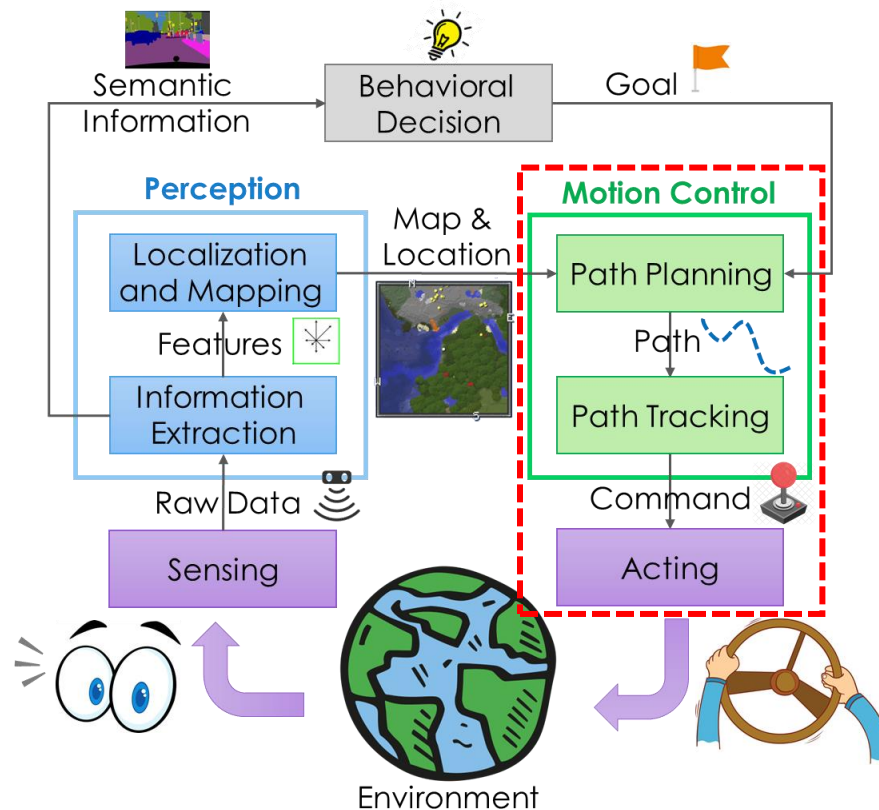 Semantic
Information
Behavioral
Decision
Goal
Perception
Motion Control
Map &
Location
Localization
and Mapping
Path Planning
Features
Path
N
E
W
S
Information
Extraction
Path Tracking
Raw Data
Command
Sensing
Acting
Environment